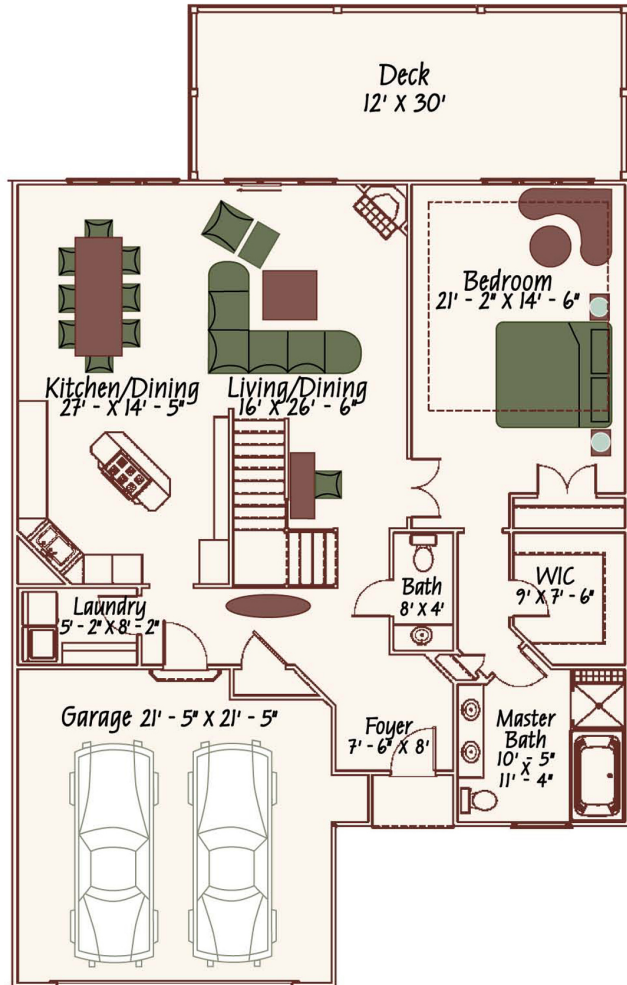 Deck
12' X 30'
Bedroom
21' - 2" X 14' - 6"
Kitchen/Dining
27' - X 14' - 5"
Living/Dining
16' X 26' - 6"
Bath
8' X 4'
WIC
9' X 7' - 6"
Laundry
5' - 2" X 8' - 2"
Garage 21' - 5" X 21' - 5"
Foyer
7' - 6" X 8'
Master
Bath
10' - 5"
X
11' - 4"